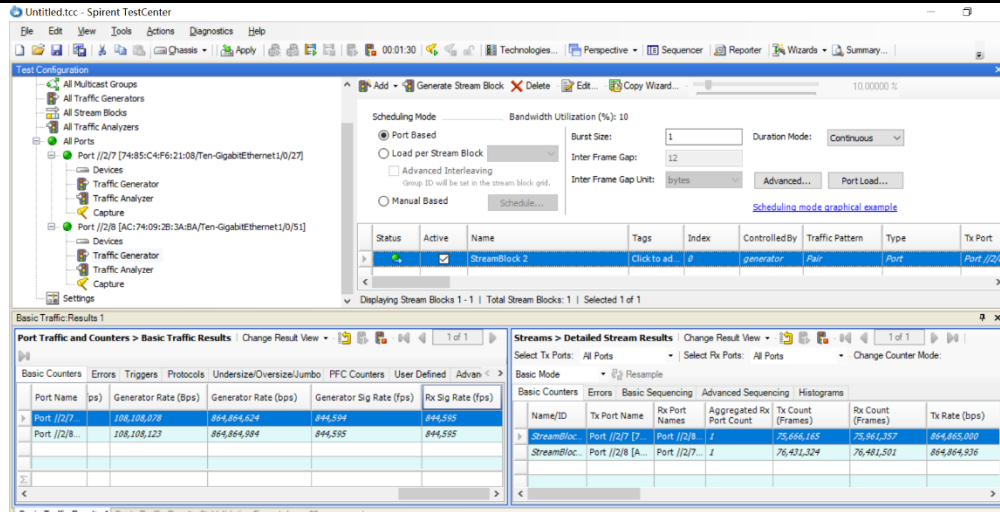 Untitled.tcc - Spirent TestCenter
File Edit View Tools Actions Diagnostics Help
Chassis Apply 00:01:30 Technologies... Perspective Sequencer Reporter Wizards Summary...
Test Configuration
All Multicast Groups
All Traffic Generators
All Stream Blocks
All Traffic Analyzers
All Ports
Port //2/7 [74:85:C4:F6:21:08/Ten-GigabitEthernet1/0/27]
Devices
Traffic Generator
Traffic Analyzer
Capture
Port //2/8 [AC:74:09:2B:3A:BA/Ten-GigabitEthernet1/0/51]
Devices
Traffic Generator
Traffic Analyzer
Capture
Settings
Add Generate Stream Block Delete Edit... Copy Wizard... 10.00000 %
Scheduling Mode Bandwidth Utilization (%): 10
Port Based Burst Size: 1 Duration Mode: Continuous
Load per Stream Block Inter Frame Gap: 12
Advanced Interleaving
Group ID will be set in the stream block grid.
Inter Frame Gap Unit: bytes Advanced... Port Load...
Manual Based Schedule... Scheduling mode graphical example
Status Active Name Tags Index Controlled By Traffic Pattern Type Tx Port
StreamBlock 2 Click to ad... 0 generator Pair Port Port //2/
Displaying Stream Blocks 1 - 1 | Total Stream Blocks: 1 | Selected 1 of 1
Basic Traffic:Results 1
Port Traffic and Counters > Basic Traffic Results | Change Result View 1 of 1
Basic Counters Errors Triggers Protocols Undersize/Oversize/Jumbo PFC Counters User Defined Advan
Port Name ps) Generator Rate (Bps) Generator Rate (bps) Generator Sig Rate (fps) Rx Sig Rate (fps)
Port //2/7... 108,108,078 864,864,624 844,594 844,595
Port //2/8... 108,108,123 864,864,984 844,595 844,595
Streams > Detailed Stream Results | Change Result View 1 of 1
Select Tx Ports: All Ports | Select Rx Ports: All Ports Change Counter Mode:
Basic Mode Resample
Basic Counters Errors Basic Sequencing Advanced Sequencing Histograms
Name/ID Tx Port Name Rx Port Names Aggregated Rx Port Count Tx Count (Frames) Rx Count (Frames) Tx Rate (bps)
StreamBloc... Port //2/7 [7... Port //2/8... 1 75,666,165 75,961,357 864,865,000
StreamBloc... Port //2/8 [A... Port //2/7... 1 76,431,324 76,481,501 864,864,936